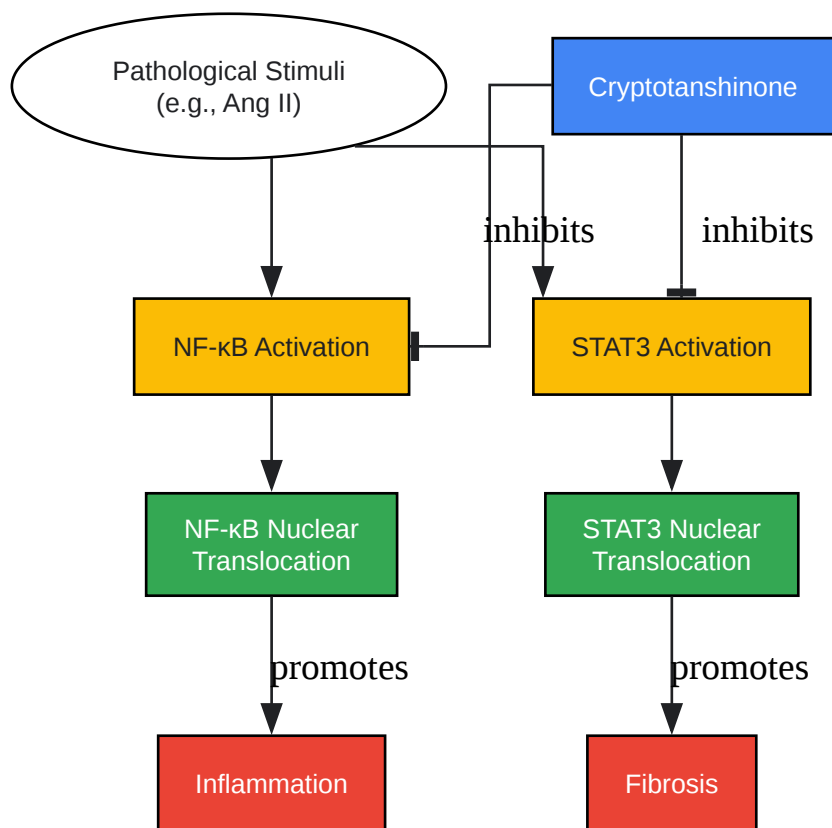 Pathological Stimuli
(e.g., Ang II)
Cryptotanshinone
inhibits
inhibits
NF-κB Activation
STAT3 Activation
NF-κB Nuclear
Translocation
STAT3 Nuclear
Translocation
promotes
promotes
Inflammation
Fibrosis